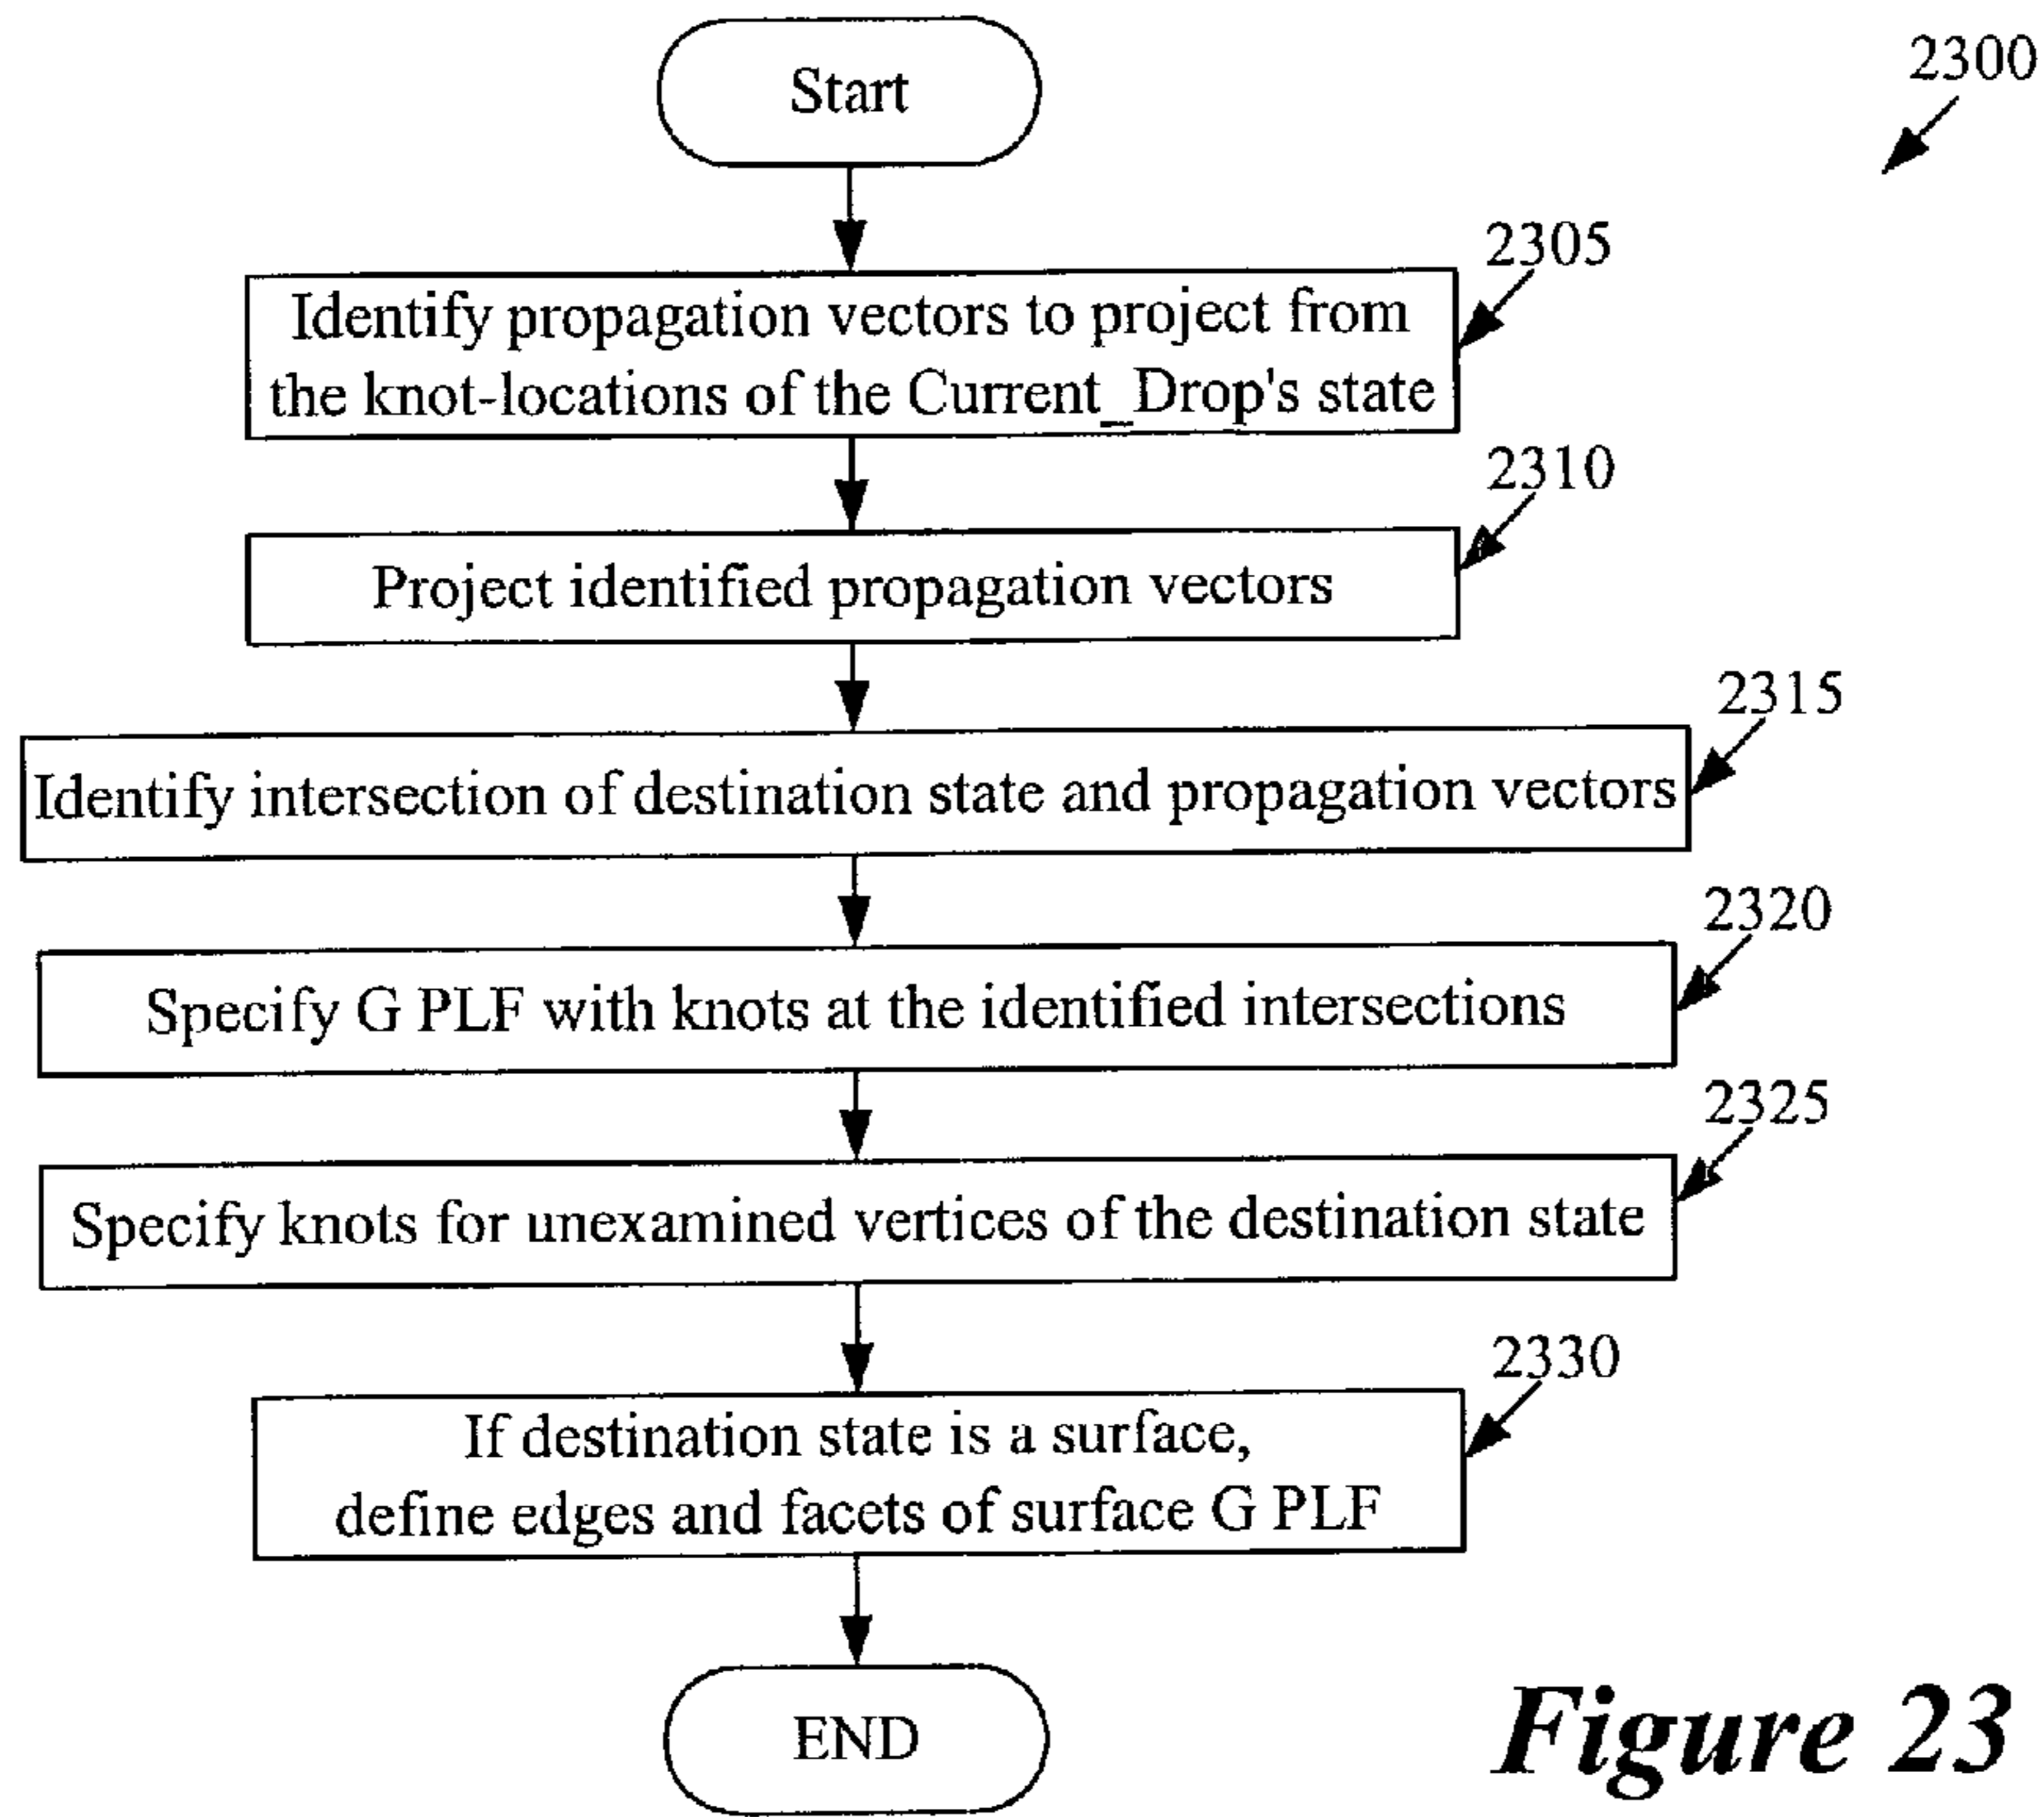 Start
2300
2305
Identify propagation vectors to project from
the knot-locations of the Current_Drop's state
2310
Project identified propagation vectors
2315
Identify intersection of destination state and propagation vectors
2320
Specify G PLF with knots at the identified intersections
2325
Specify knots for unexamined vertices of the destination state
2330
If destination state is a surface,
define edges and facets of surface G PLF
END
Figure 23